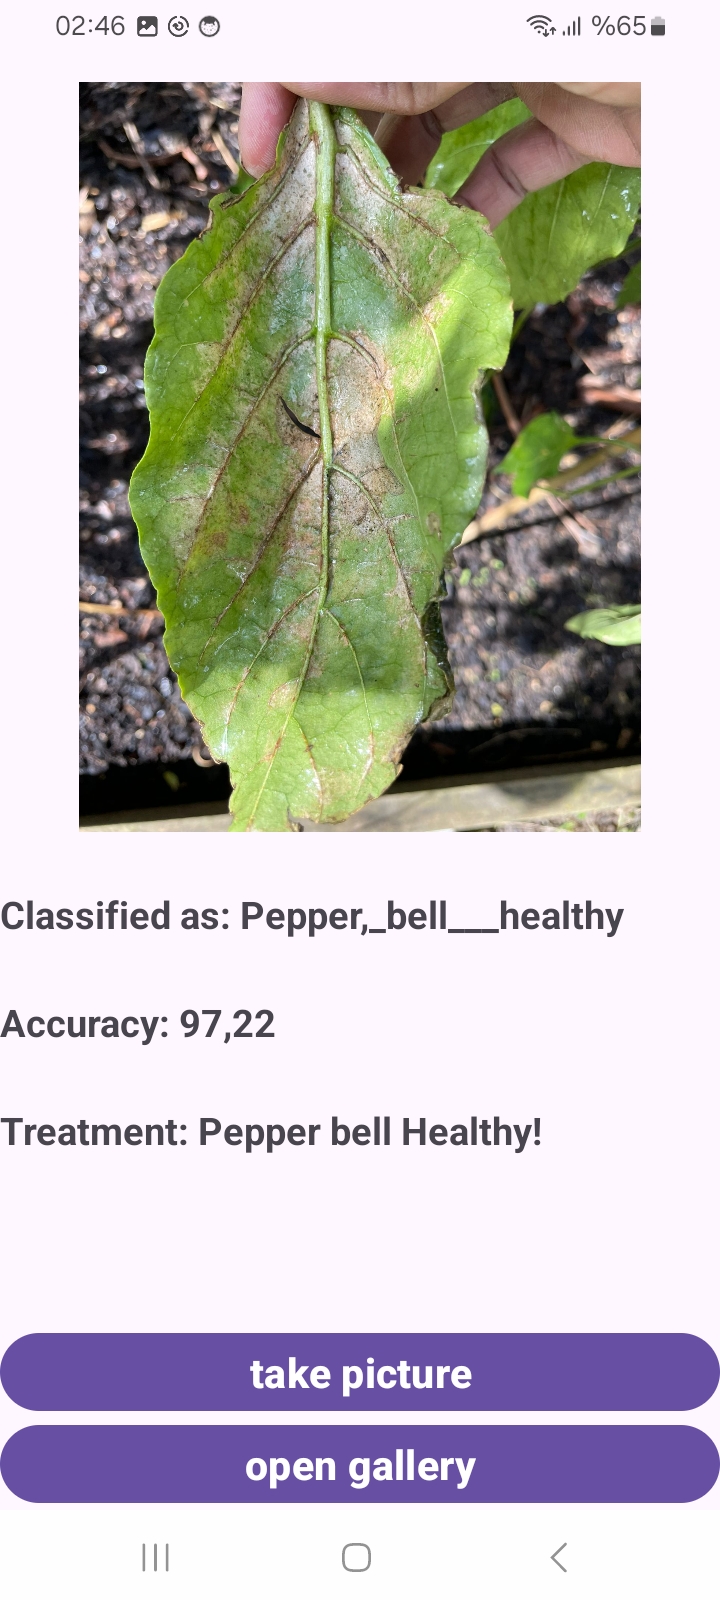 02:46 %65
Classified as: Pepper,_bell___healthy
Accuracy: 97,22
Treatment: Pepper bell Healthy!
take picture
open gallery